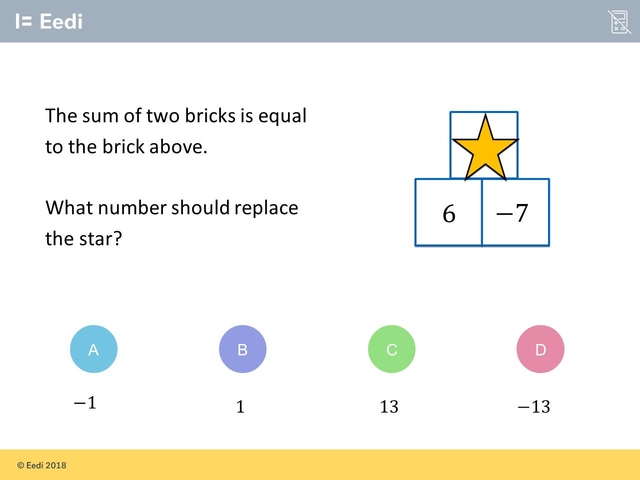 I= Eedi
The sum of two bricks is equal
to the brick above.
What number should replace
the star?
6
−7
A
B
C
D
−1
1
13
−13
© Eedi 2018